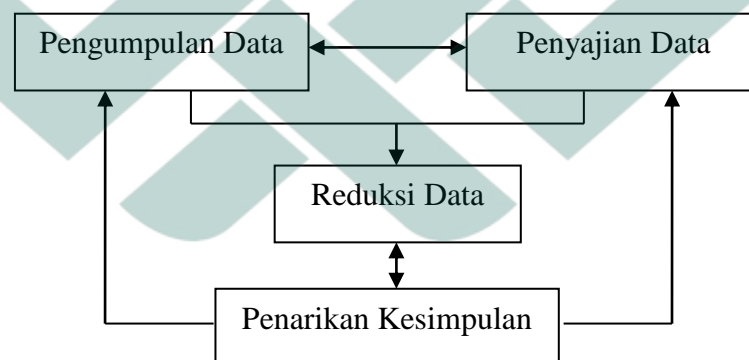 Pengumpulan Data
Penyajian Data
Reduksi Data
Penarikan Kesimpulan